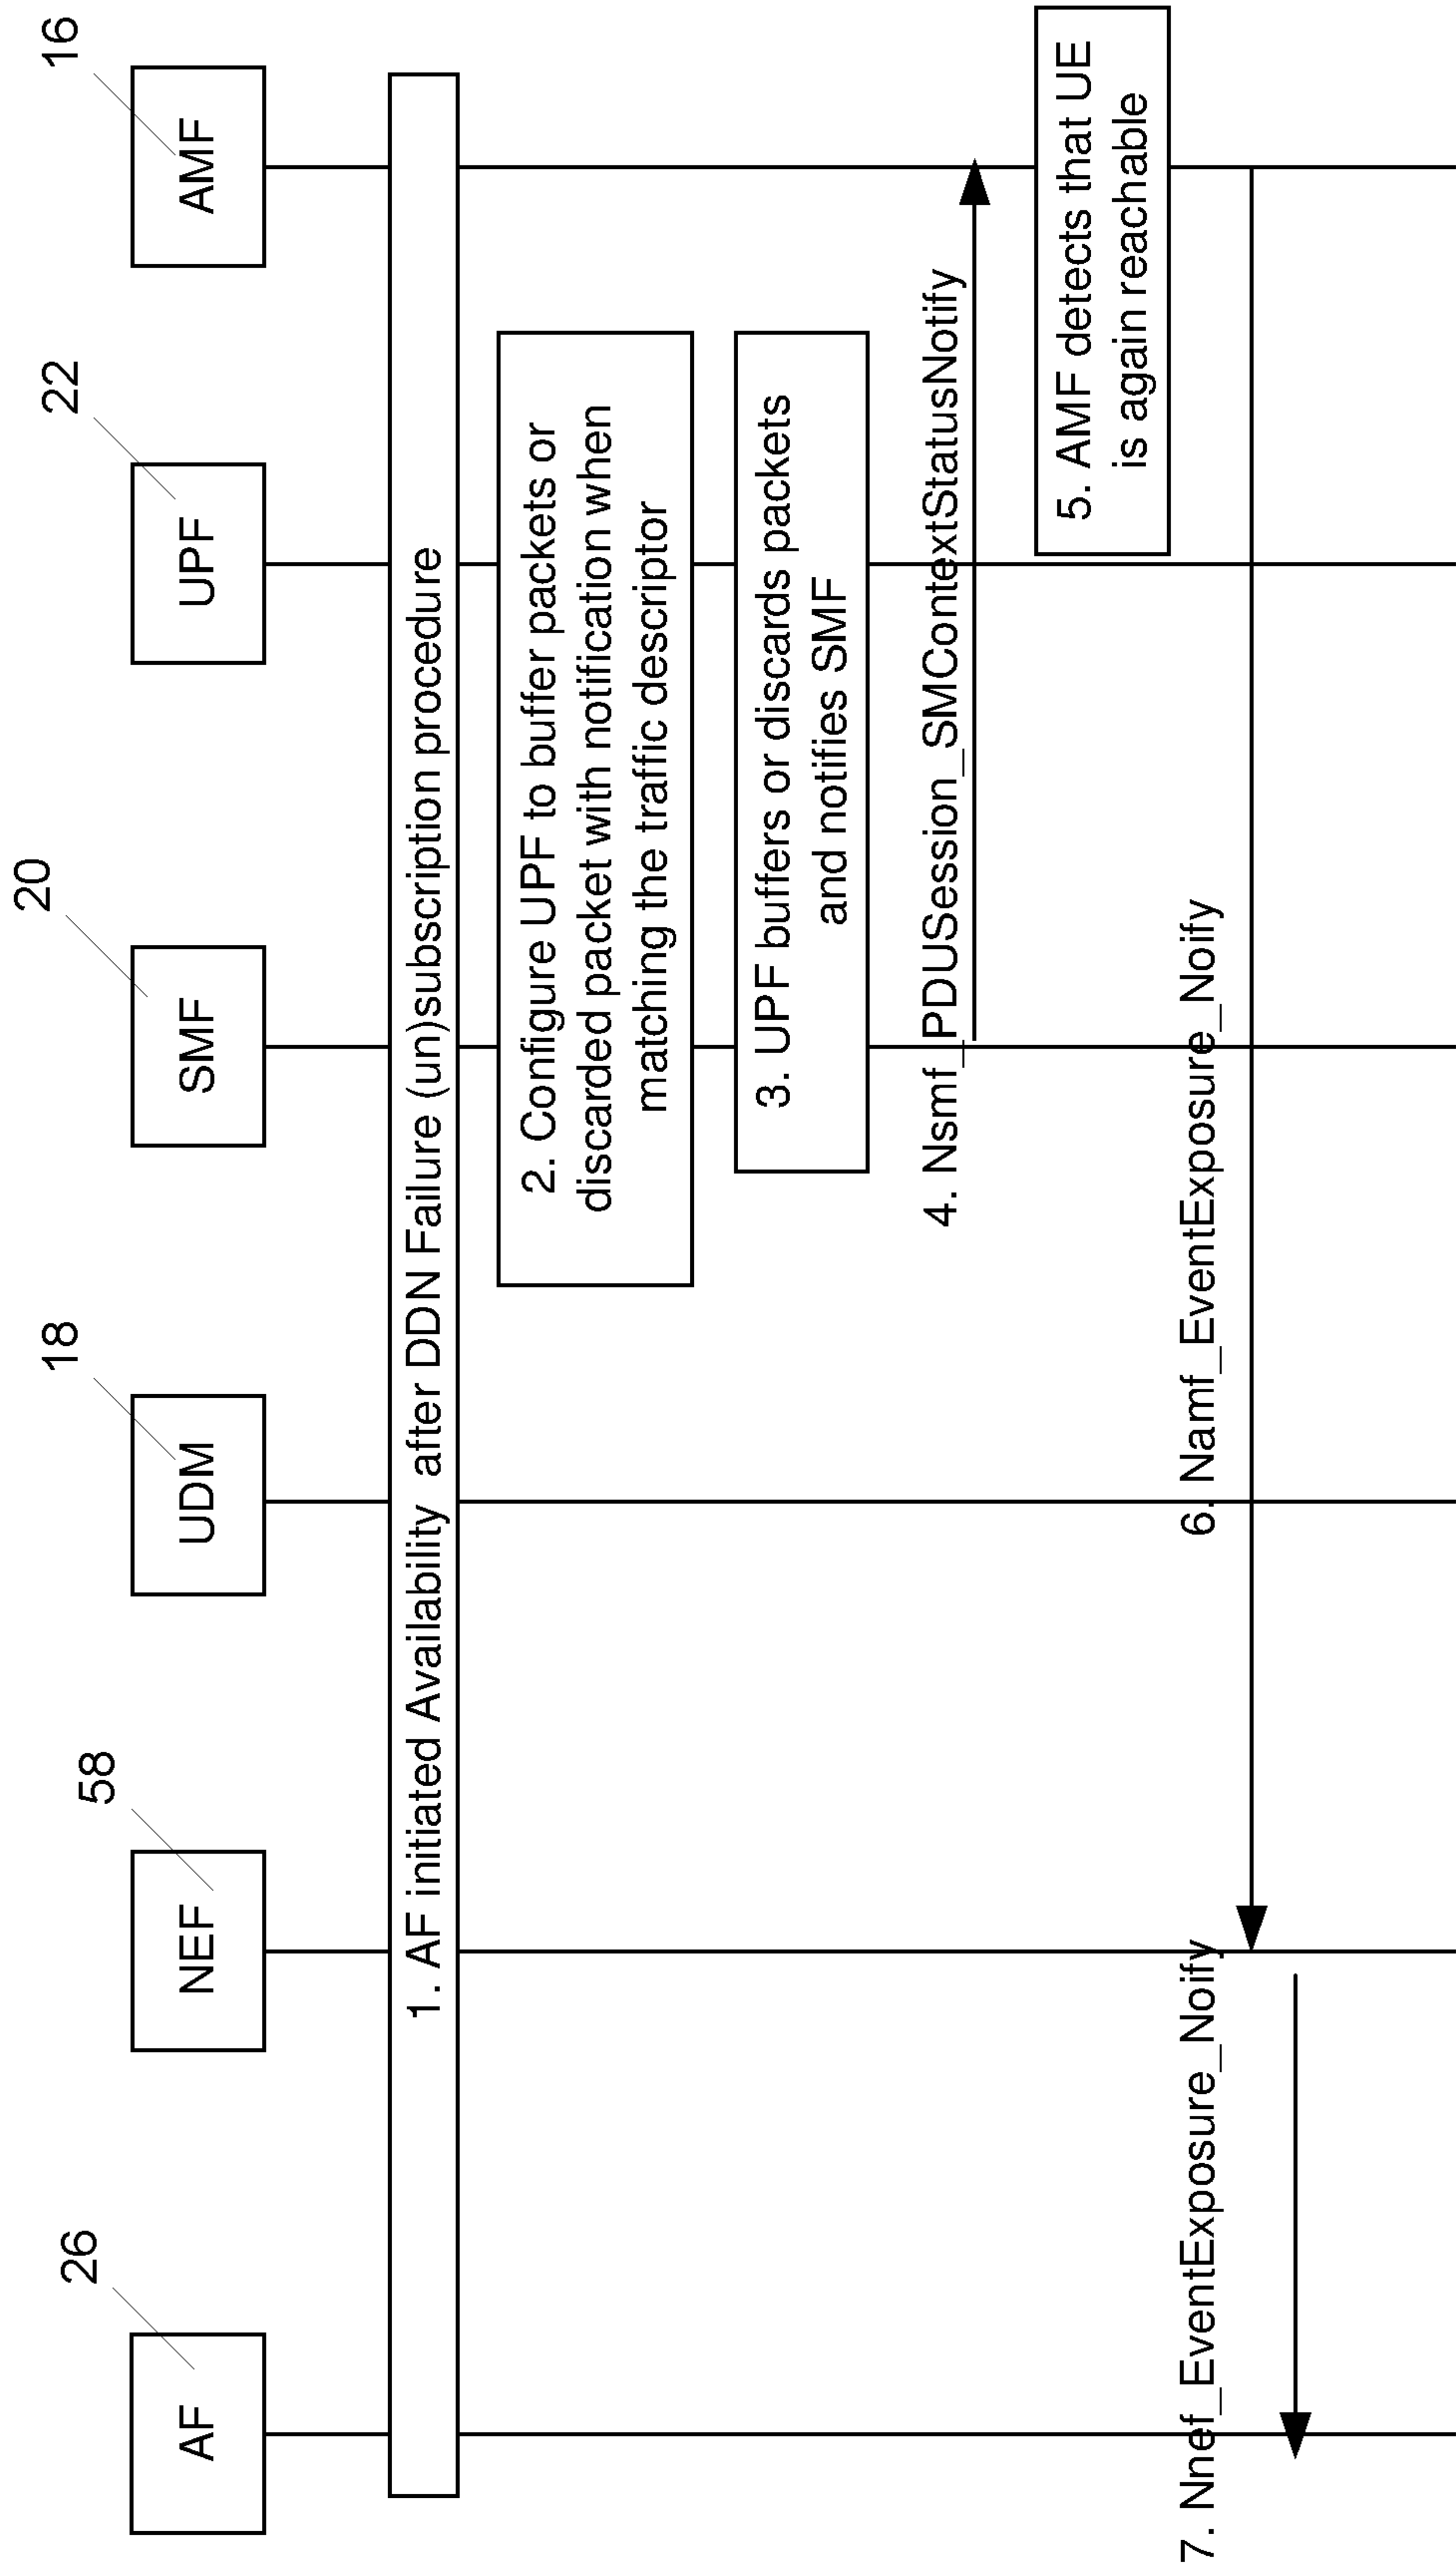 26
58
18
20
22
16
AF
NEF
UDM
SMF
UPF
AMF
1. AF initiated Availability after DDN Failure (un)subscription procedure
2. Configure UPF to buffer packets or
discarded packet with notification when
matching the traffic descriptor
3. UPF buffers or discards packets
and notifies SMF
4. Nsmf_PDUSession_SMContextStatusNotify
5. AMF detects that UE
is again reachable
6. Namf_EventExposure_Noify
7. Nnef_EventExposure_Noify